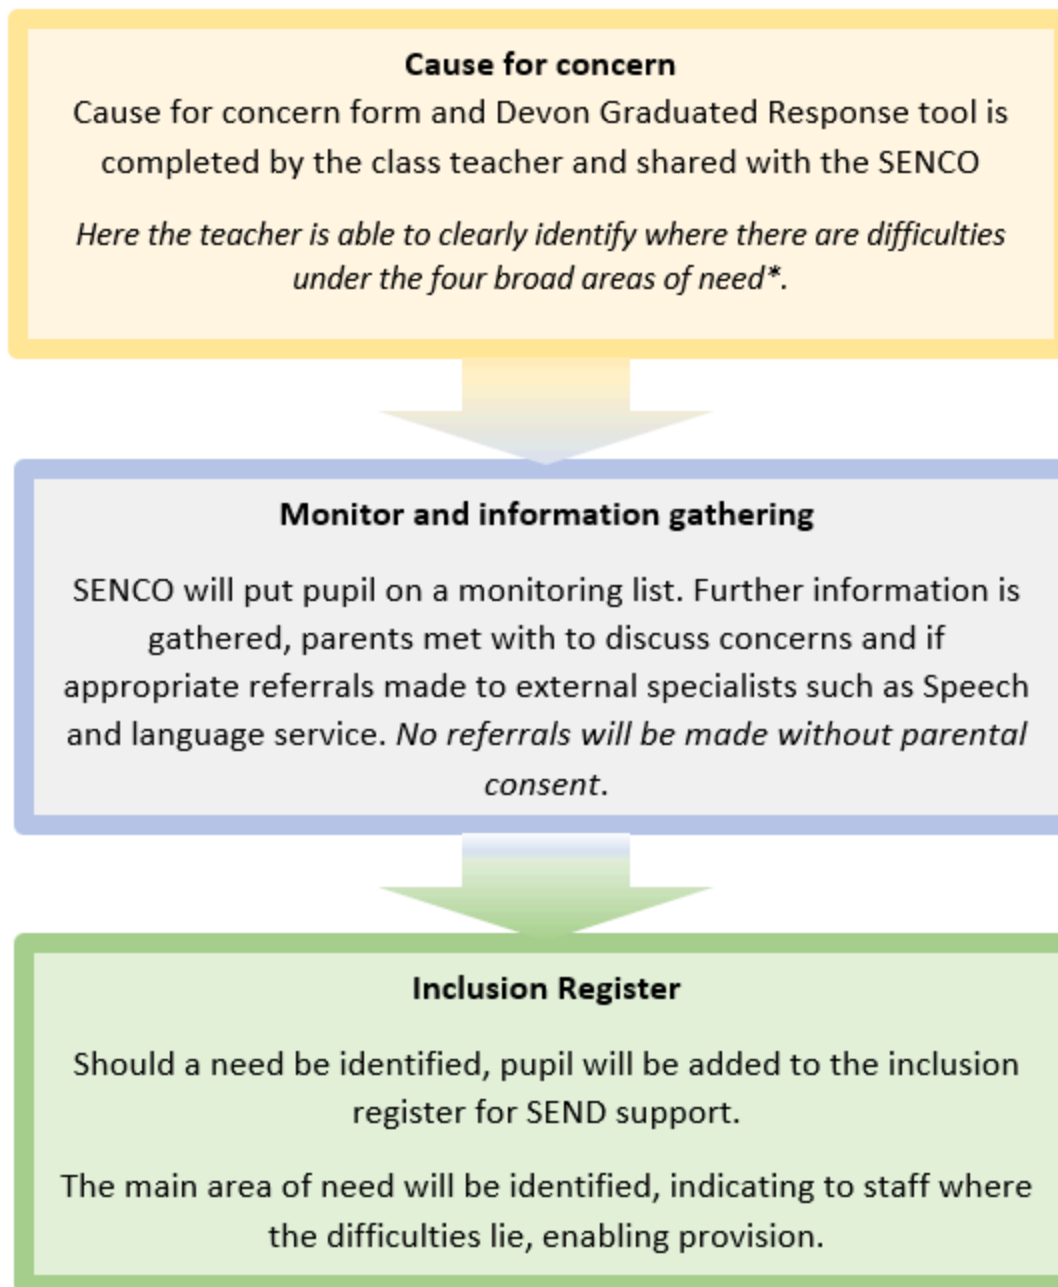 Cause for concern
Cause for concern form and Devon Graduated Response tool is
completed by the class teacher and shared with the SENCO
Here the teacher is able to clearly identify where there are difficulties
under the four broad areas of need*.
Monitor and information gathering
SENCO will put pupil on a monitoring list. Further information is
gathered, parents met with to discuss concerns and if
appropriate referrals made to external specialists such as Speech
and language service. No referrals will be made without parental
consent.
Inclusion Register
Should a need be identified, pupil will be added to the inclusion
register for SEND support.
The main area of need will be identified, indicating to staff where
the difficulties lie, enabling provision.